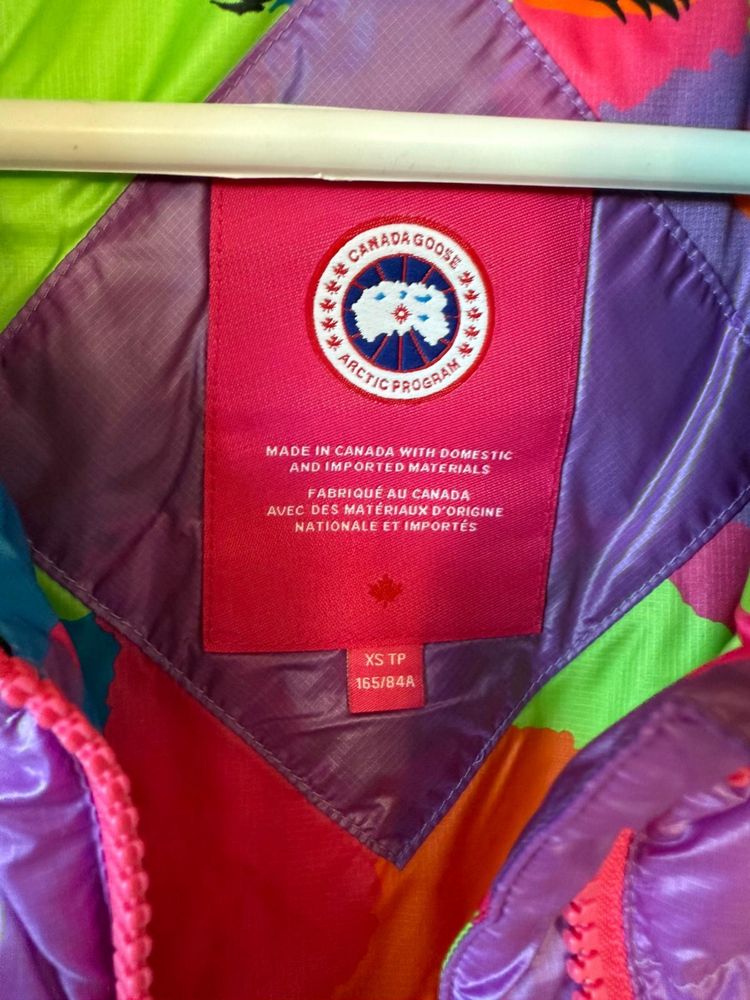 CANADA GOOSE
ARCTIC PROGRAM
MADE IN CANADA WITH DOMESTIC
AND IMPORTED MATERIALS
FABRIQUÉ AU CANADA
AVEC DES MATÉRIAUX D'ORIGINE
NATIONALE ET IMPORTÉS
XS TP
165/84A